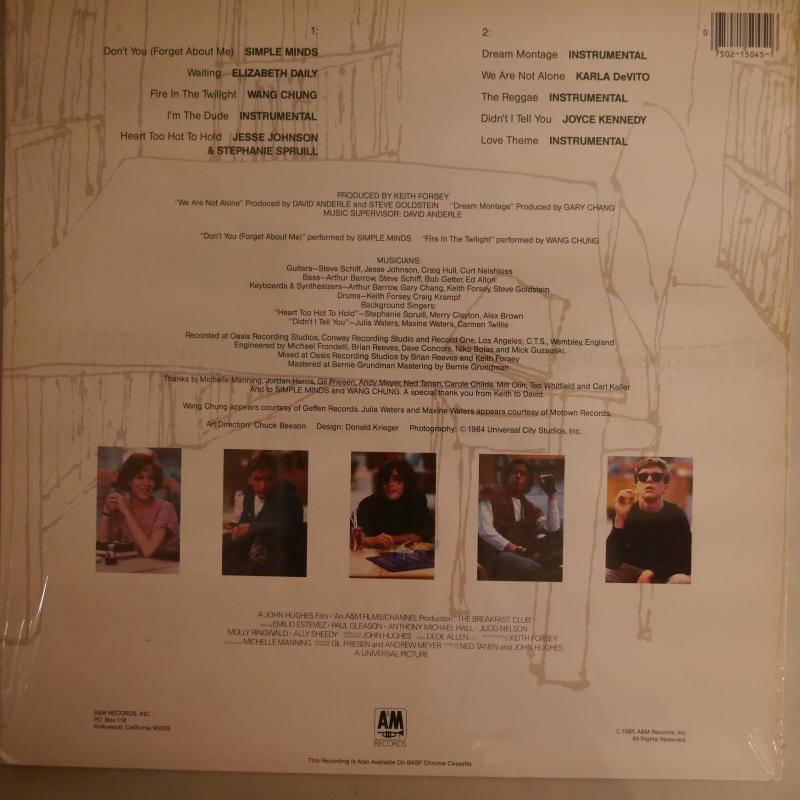 1:
Don't You (Forget About Me) SIMPLE MINDS
Waiting ELIZABETH DAILY
Fire In The Twilight WANG CHUNG
I'm The Dude INSTRUMENTAL
Heart Too Hot To Hold JESSE JOHNSON
& STEPHANIE SPRUILL
2:
Dream Montage INSTRUMENTAL
We Are Not Alone KARLA DeVITO
The Reggae INSTRUMENTAL
Didn't I Tell You JOYCE KENNEDY
Love Theme INSTRUMENTAL
0
7502-15045-1
PRODUCED BY KEITH FORSEY
"We Are Not Alone" Produced by DAVID ANDERLE and STEVE GOLDSTEIN "Dream Montage" Produced by GARY CHANG
MUSIC SUPERVISOR: DAVID ANDERLE
"Don't You (Forget About Me)" performed by SIMPLE MINDS "Fire In The Twilight" performed by WANG CHUNG
MUSICIANS:
Guitars—Steve Schiff, Jesse Johnson, Craig Hull, Curt Neishloss
Bass—Arthur Barrow, Steve Schiff, Bob Getter, Ed Alton
Keyboards & Synthesizers—Arthur Barrow, Gary Chang, Keith Forsey, Steve Goldstein
Drums—Keith Forsey, Craig Krampf
Background Singers:
"Heart Too Hot To Hold"—Stephanie Spruill, Merry Clayton, Alex Brown
"Didn't I Tell You"—Julia Waters, Maxine Waters, Carmen Twillie
Recorded at Oasis Recording Studios, Conway Recording Studio and Record One, Los Angeles; C.T.S., Wembley, England
Engineered by Michael Frondelli, Brian Reeves, Dave Concors, Niko Bolas and Mick Guzauski.
Mixed at Oasis Recording Studios by Brian Reeves and Keith Forsey
Mastered at Bernie Grundman Mastering by Bernie Grundman
Thanks to Michelle Manning, Jordan Harris, Gil Friesen, Andy Meyer, Ned Tanen, Carole Childs, Milt Olin, Ted Whitfield and Carl Kaller
And to SIMPLE MINDS and WANG CHUNG. A special thank you from Keith to David.
Wang Chung appears courtesy of Geffen Records. Julia Waters and Maxine Waters appears courtesy of Motown Records.
Art Direction: Chuck Beeson Design: Donald Krieger Photography: © 1984 Universal City Studios, Inc.
A JOHN HUGHES Film • An A&M FILMS/CHANNEL Production "THE BREAKFAST CLUB"
EMILIO ESTEVEZ • PAUL GLEASON • ANTHONY MICHAEL HALL • JUDD NELSON
MOLLY RINGWALD • ALLY SHEEDY JOHN HUGHES DEDE ALLEN KEITH FORSEY
MICHELLE MANNING GIL FRIESEN and ANDREW MEYER NED TANEN and JOHN HUGHES
A UNIVERSAL PICTURE
A&M RECORDS, INC.
P.O. Box 118
Hollywood, California 90028
A&M
RECORDS
© 1985 A&M Records, Inc.
All Rights Reserved.
This Recording is Also Available On BASF Chrome Cassette